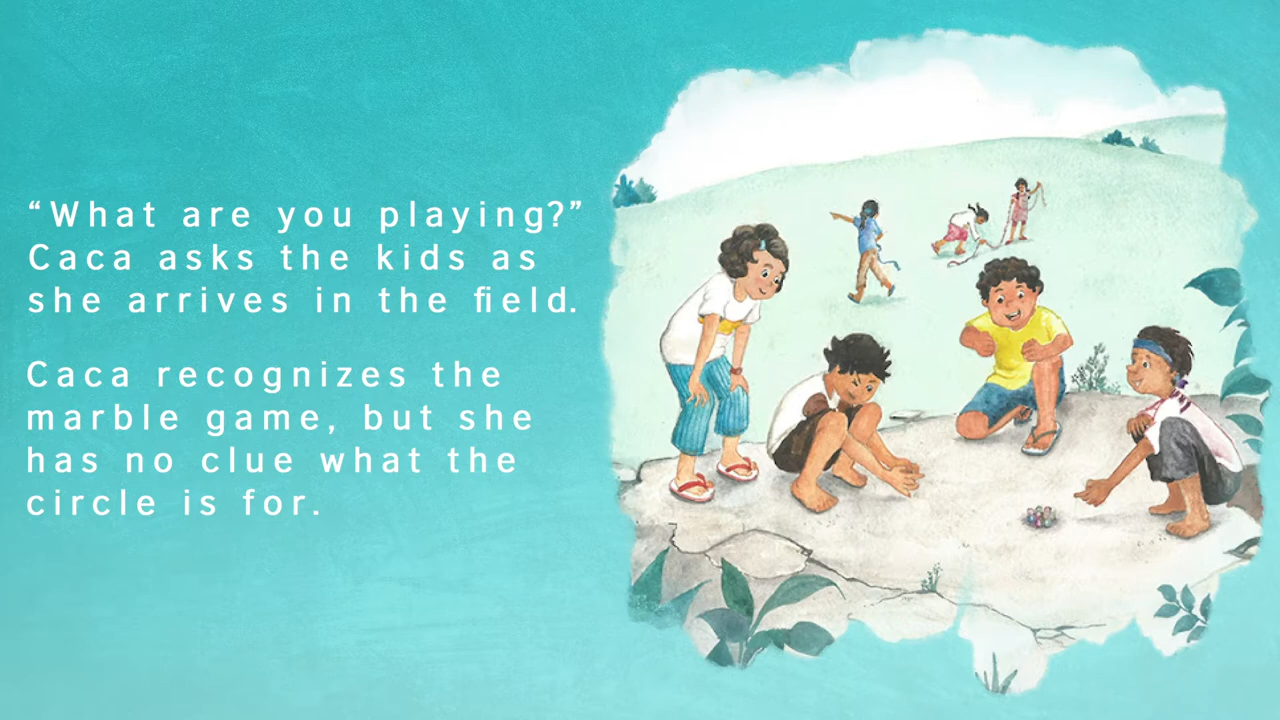 “What are you playing?”
Caca asks the kids as
she arrives in the field.
Caca recognizes the
marble game, but she
has no clue what the
circle is for.